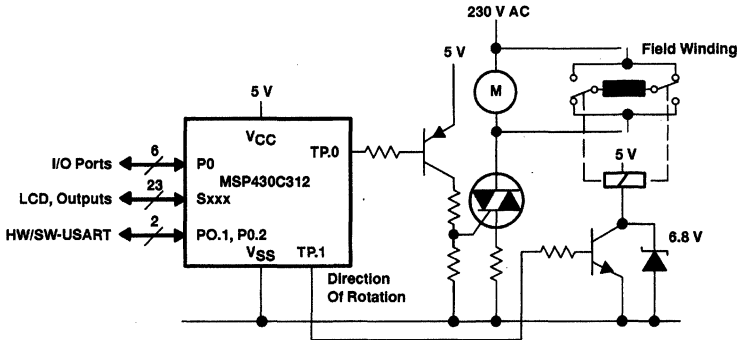 230 V AC
5 V
Field Winding
M
5 V
VCC
TP.0
I/O Ports
6
P0
MSP430C312
LCD, Outputs
23
Sxxx
HW/SW-USART
2
PO.1, P0.2
VSS
TP.1
Direction
Of Rotation
5 V
6.8 V